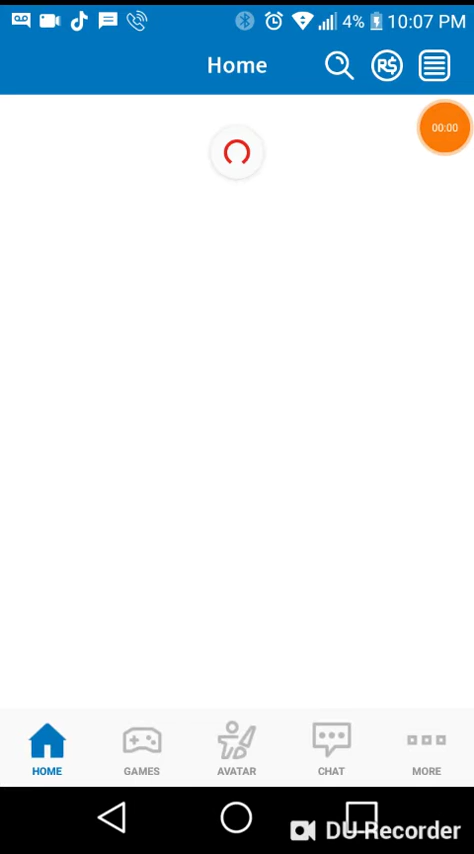 4% 10:07 PM
Home R$
00:00
HOME GAMES AVATAR CHAT MORE
DU Recorder